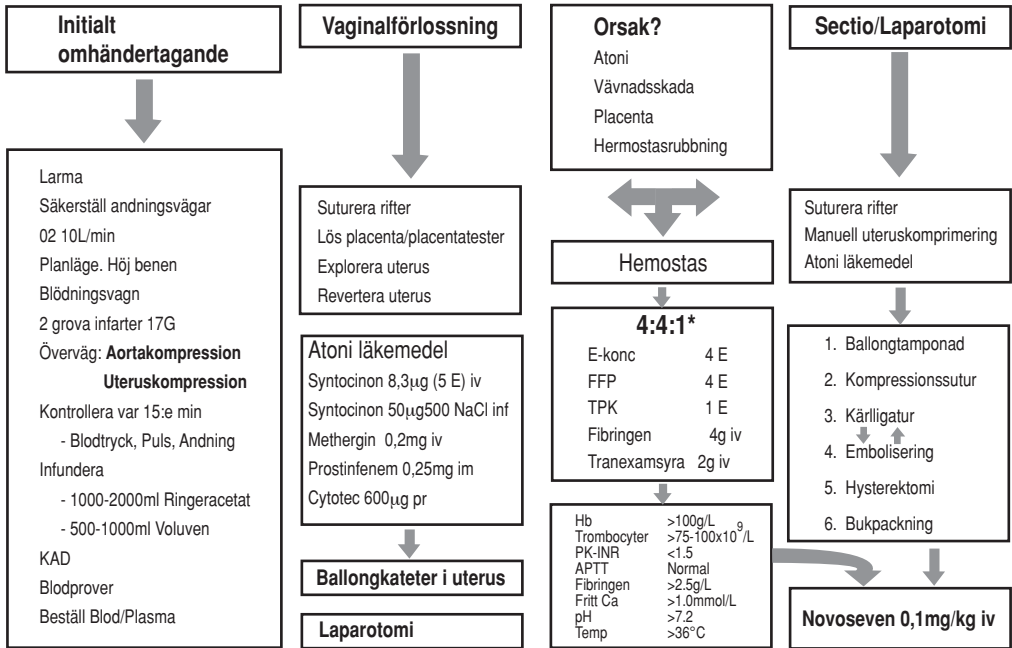 Initialt
omhändertagande
Larma
Säkerställ andningsvägar
02 10L/min
Planläge. Höj benen
Blödningsvagn
2 grova infarter 17G
Överväg: Aortakompression
Uteruskompression
Kontrollera var 15:e min
- Blodtryck, Puls, Andning
Infundera
- 1000-2000ml Ringeracetat
- 500-1000ml Voluven
KAD
Blodprover
Beställ Blod/Plasma
Vaginalförlossning
Suturera rifter
Lös placenta/placentatester
Explorera uterus
Revertera uterus
Atoni läkemedel
Syntocinon 8,3µg (5 E) iv
Syntocinon 50µg500 NaCl inf
Methergin 0,2mg iv
Prostinfenem 0,25mg im
Cytotec 600µg pr
Ballongkateter i uterus
Laparotomi
Orsak?
Atoni
Vävnadsskada
Placenta
Hermostasrubbning
Hemostas
4:4:1*
E-konc 4 E
FFP 4 E
TPK 1 E
Fibringen 4g iv
Tranexamsyra 2g iv
Hb >100g/L
Trombocyter >75-100x10⁹/L
PK-INR <1.5
APTT Normal
Fibringen >2.5g/L
Fritt Ca >1.0mmol/L
pH >7.2
Temp >36°C
Sectio/Laparotomi
Suturera rifter
Manuell uteruskomprimering
Atoni läkemedel
1. Ballongtamponad
2. Kompressionssutur
3. Kärlligatur
4. Embolisering
5. Hysterektomi
6. Bukpackning
Novoseven 0,1mg/kg iv